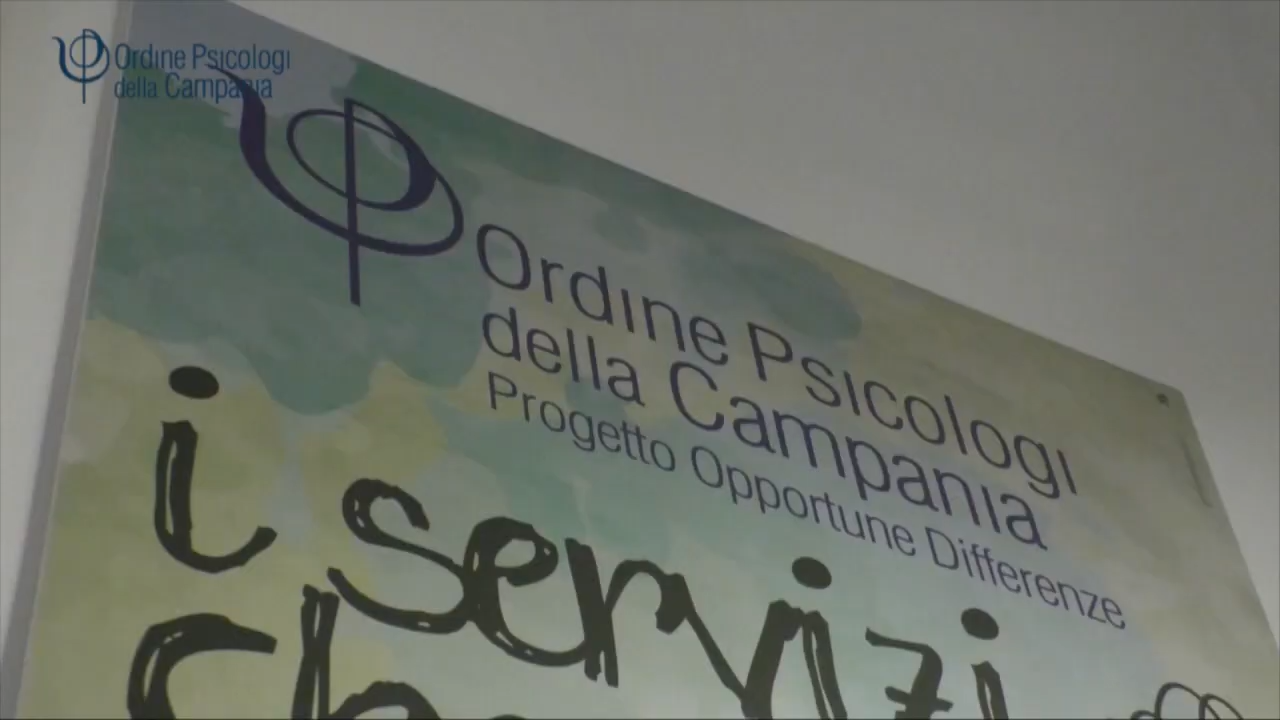 Ordine Psicologi
della Campania
Ordine Psicologi
della Campania
Progetto Opportune Differenze
i servizi